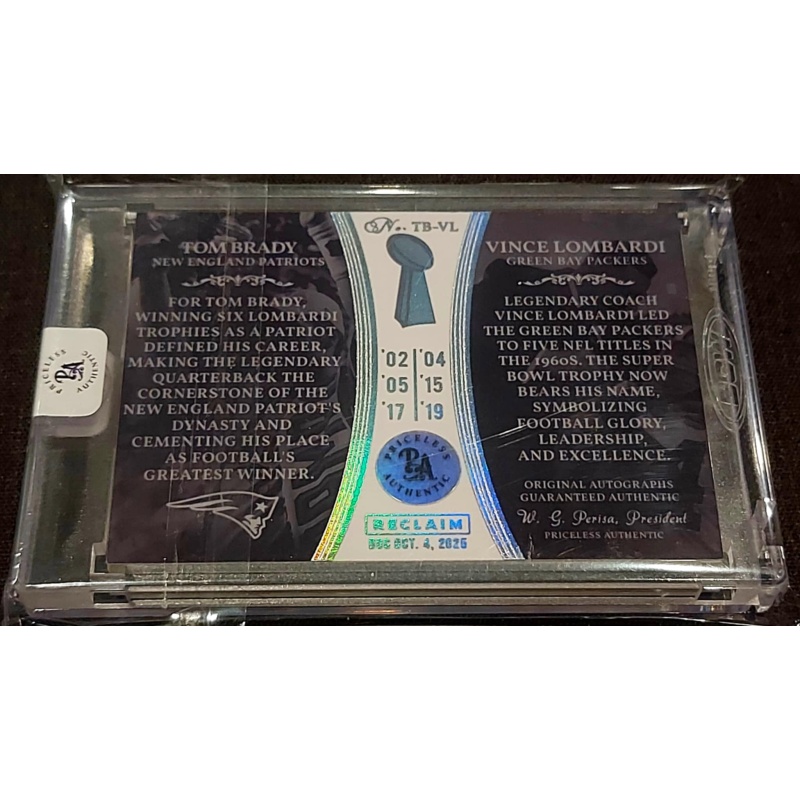 No. TB-VL
TOM BRADY
NEW ENGLAND PATRIOTS
FOR TOM BRADY,
WINNING SIX LOMBARDI
TROPHIES AS A PATRIOT
DEFINED HIS CAREER,
MAKING THE LEGENDARY
QUARTERBACK THE
CORNERSTONE OF THE
NEW ENGLAND PATRIOT'S
DYNASTY AND
CEMENTING HIS PLACE
AS FOOTBALL'S
GREATEST WINNER.
'02 '04
'05 '15
'17 '19
PRICELESS
PA
AUTHENTIC
RECLAIM
OCT. 4, 2025
VINCE LOMBARDI
GREEN BAY PACKERS
LEGENDARY COACH
VINCE LOMBARDI LED
THE GREEN BAY PACKERS
TO FIVE NFL TITLES IN
THE 1960S. THE SUPER
BOWL TROPHY NOW
BEARS HIS NAME,
SYMBOLIZING
FOOTBALL GLORY,
LEADERSHIP,
AND EXCELLENCE.
ORIGINAL AUTOGRAPHS
GUARANTEED AUTHENTIC
W. G. Perisa, President
PRICELESS AUTHENTIC
PRICELESS
PA
AUTHENTIC